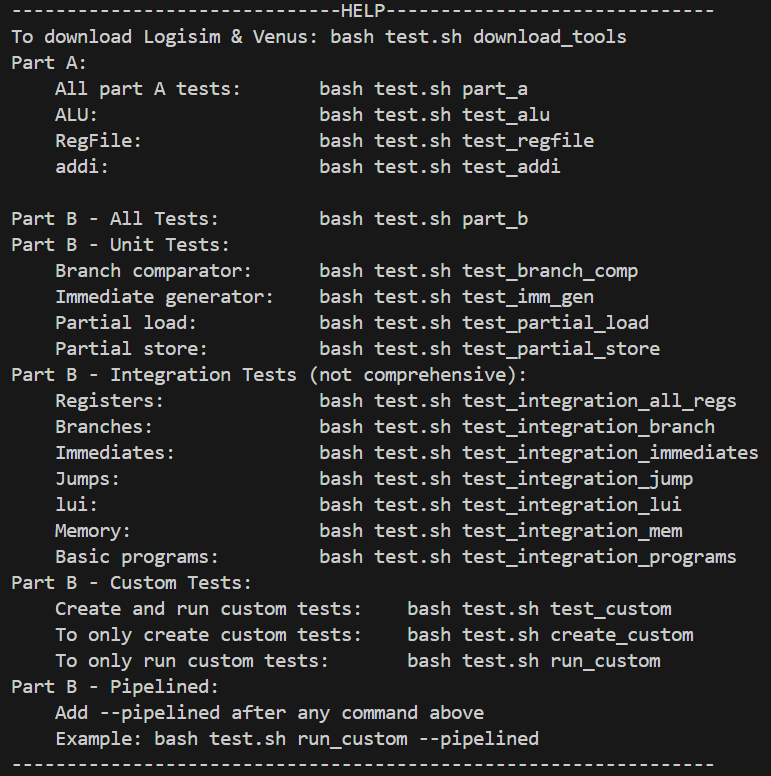 ------------------------------HELP------------------------------
To download Logisim & Venus: bash test.sh download_tools
Part A:
    All part A tests:       bash test.sh part_a
    ALU:                    bash test.sh test_alu
    RegFile:                bash test.sh test_regfile
    addi:                   bash test.sh test_addi

Part B - All Tests:         bash test.sh part_b
Part B - Unit Tests:
    Branch comparator:      bash test.sh test_branch_comp
    Immediate generator:    bash test.sh test_imm_gen
    Partial load:           bash test.sh test_partial_load
    Partial store:          bash test.sh test_partial_store
Part B - Integration Tests (not comprehensive):
    Registers:              bash test.sh test_integration_all_regs
    Branches:               bash test.sh test_integration_branch
    Immediates:             bash test.sh test_integration_immediates
    Jumps:                  bash test.sh test_integration_jump
    lui:                    bash test.sh test_integration_lui
    Memory:                 bash test.sh test_integration_mem
    Basic programs:         bash test.sh test_integration_programs
Part B - Custom Tests:
    Create and run custom tests:    bash test.sh test_custom
    To only create custom tests:    bash test.sh create_custom
    To only run custom tests:       bash test.sh run_custom
Part B - Pipelined:
    Add --pipelined after any command above
    Example: bash test.sh run_custom --pipelined
----------------------------------------------------------------